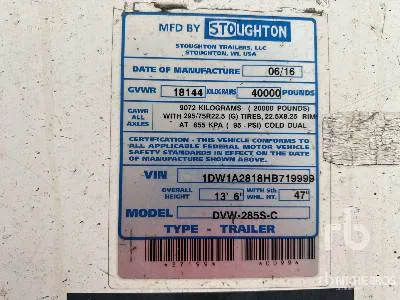 MFD BY STOUGHTON
STOUGHTON TRAILERS, LLC
STOUGHTON, WI. USA
DATE OF MANUFACTURE 06/16
GVWR 18144 KILOGRAMS 40000 POUNDS
GAWR ALL AXLES 9072 KILOGRAMS ( 20000 POUNDS)
WITH 295/75R22.5 (G) TIRES, 22.5x8.25 RIM
AT 655 KPA ( 95 PSI) COLD DUAL
CERTIFICATION - THIS VEHICLE CONFORMS TO
ALL APPLICABLE FEDERAL MOTOR VEHICLE
SAFETY STANDARDS IN EFFECT ON THE
DATE OF MANUFACTURE SHOWN ABOVE.
VIN 1DW1A2818HB719999
OVERALL HEIGHT 13' 6" WITH 5th WHL. HT. 47"
MODEL DVW-285S-C
TYPE - TRAILER
rb